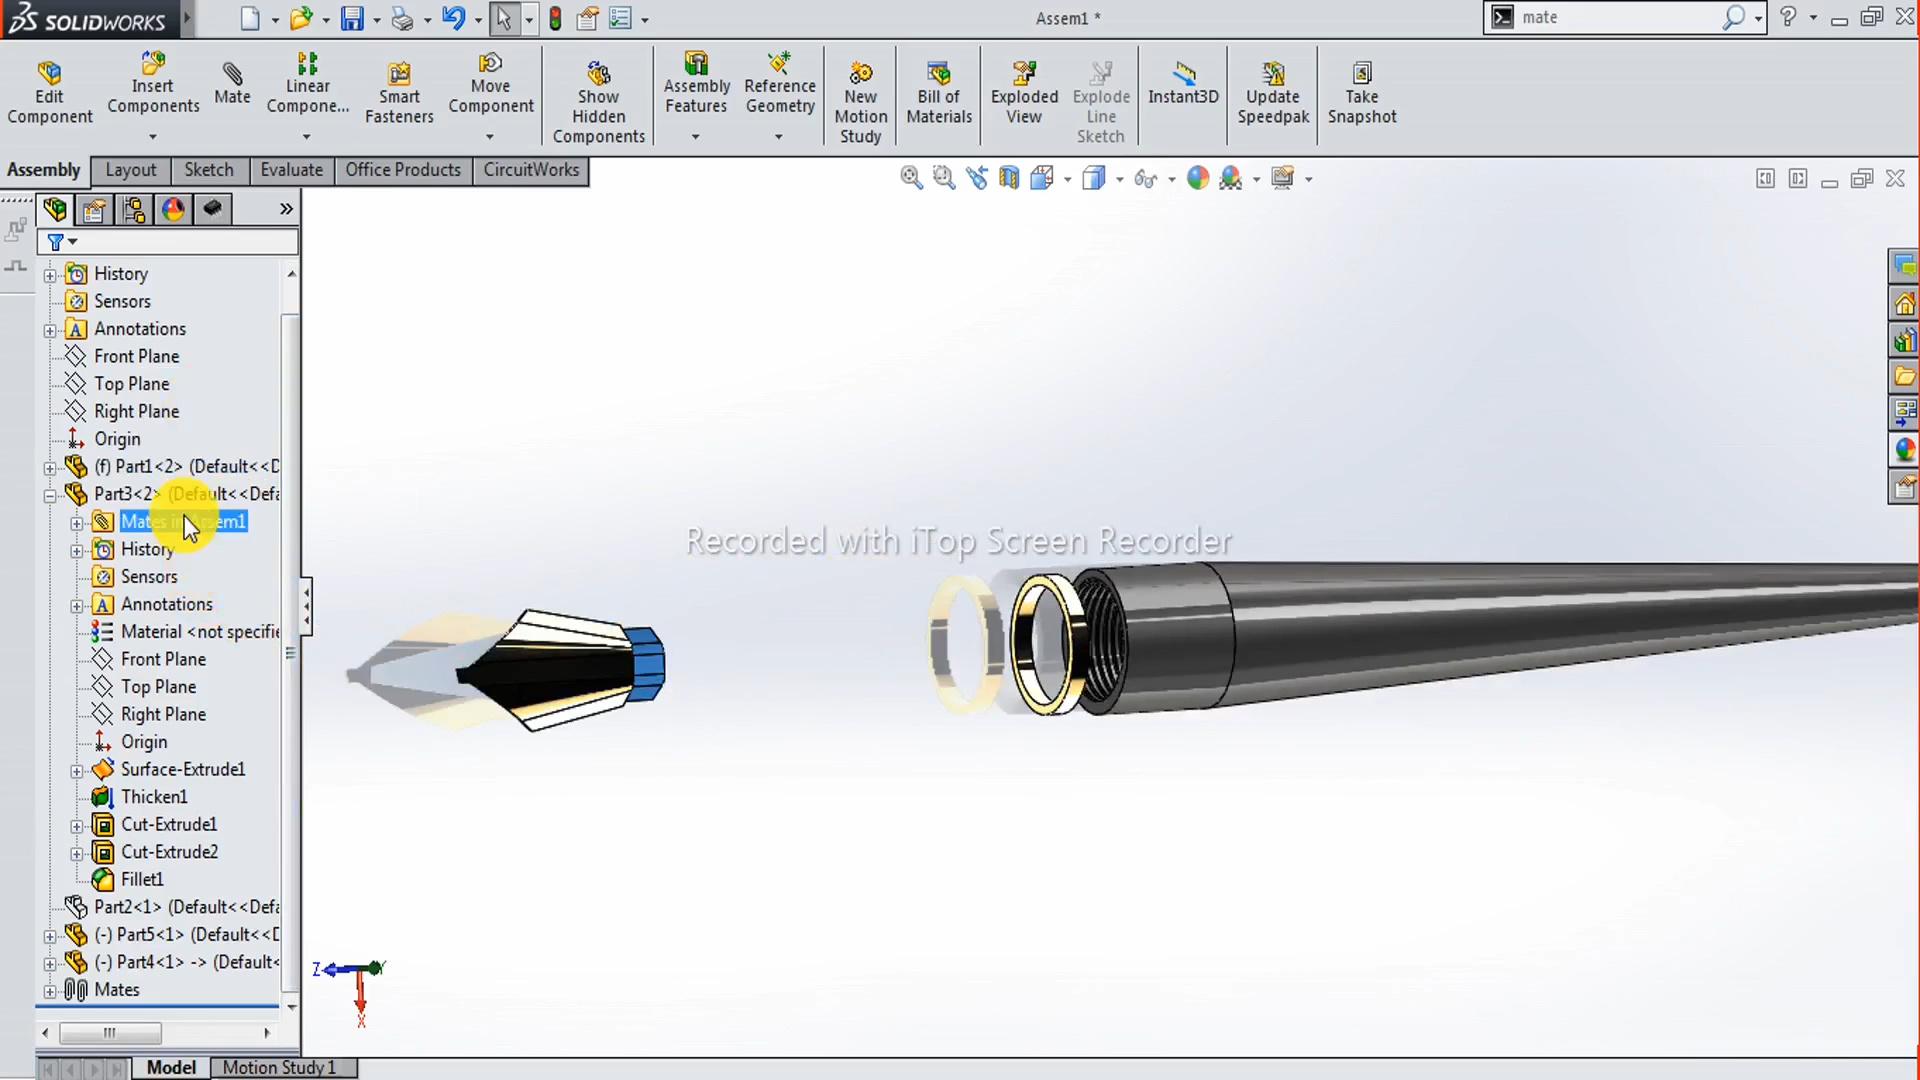 SOLIDWORKS
Assem1 *
mate
Edit Component
Insert Components
Mate
Linear Compone...
Smart Fasteners
Move Component
Show Hidden Components
Assembly Features
Reference Geometry
New Motion Study
Bill of Materials
Exploded View
Explode Line Sketch
Instant3D
Update Speedpak
Take Snapshot
Assembly
Layout
Sketch
Evaluate
Office Products
CircuitWorks
History
Sensors
Annotations
Front Plane
Top Plane
Right Plane
Origin
(f) Part1<2> (Default<<D
Part3<2> (Default<<Defa
Mates in Assem1
History
Sensors
Annotations
Material <not specifie
Front Plane
Top Plane
Right Plane
Origin
Surface-Extrude1
Thicken1
Cut-Extrude1
Cut-Extrude2
Fillet1
Part2<1> (Default<<Defa
(-) Part5<1> (Default<<D
(-) Part4<1> -> (Default<
Mates
Recorded with iTop Screen Recorder
Z
Y
X
Model
Motion Study 1